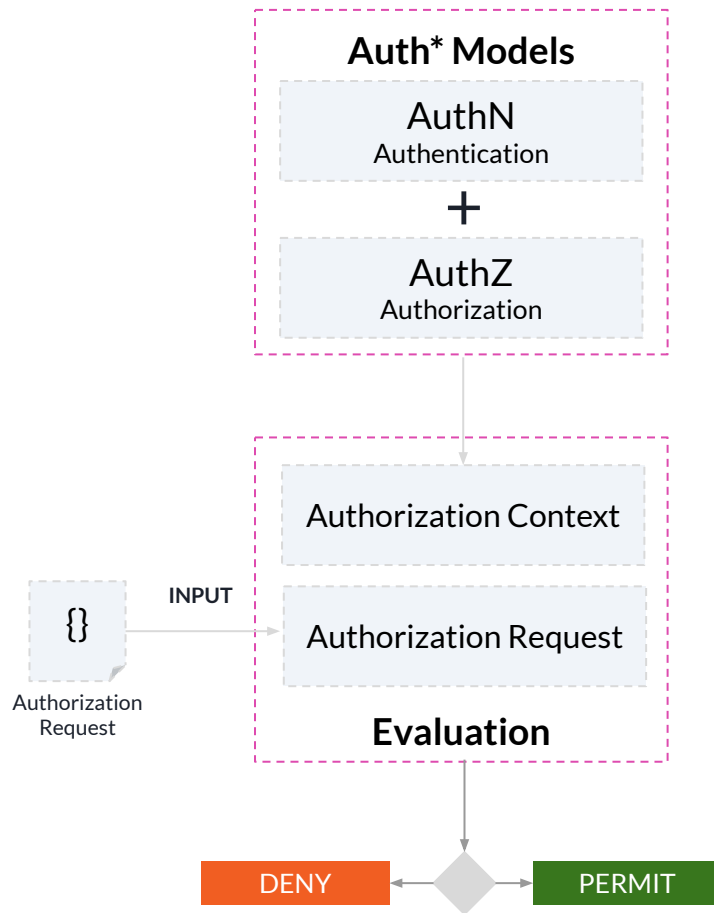 Auth* Models
AuthN
Authentication
+
AuthZ
Authorization
Authorization Context
INPUT
{}
Authorization Request
Authorization
Request
Evaluation
DENY
PERMIT